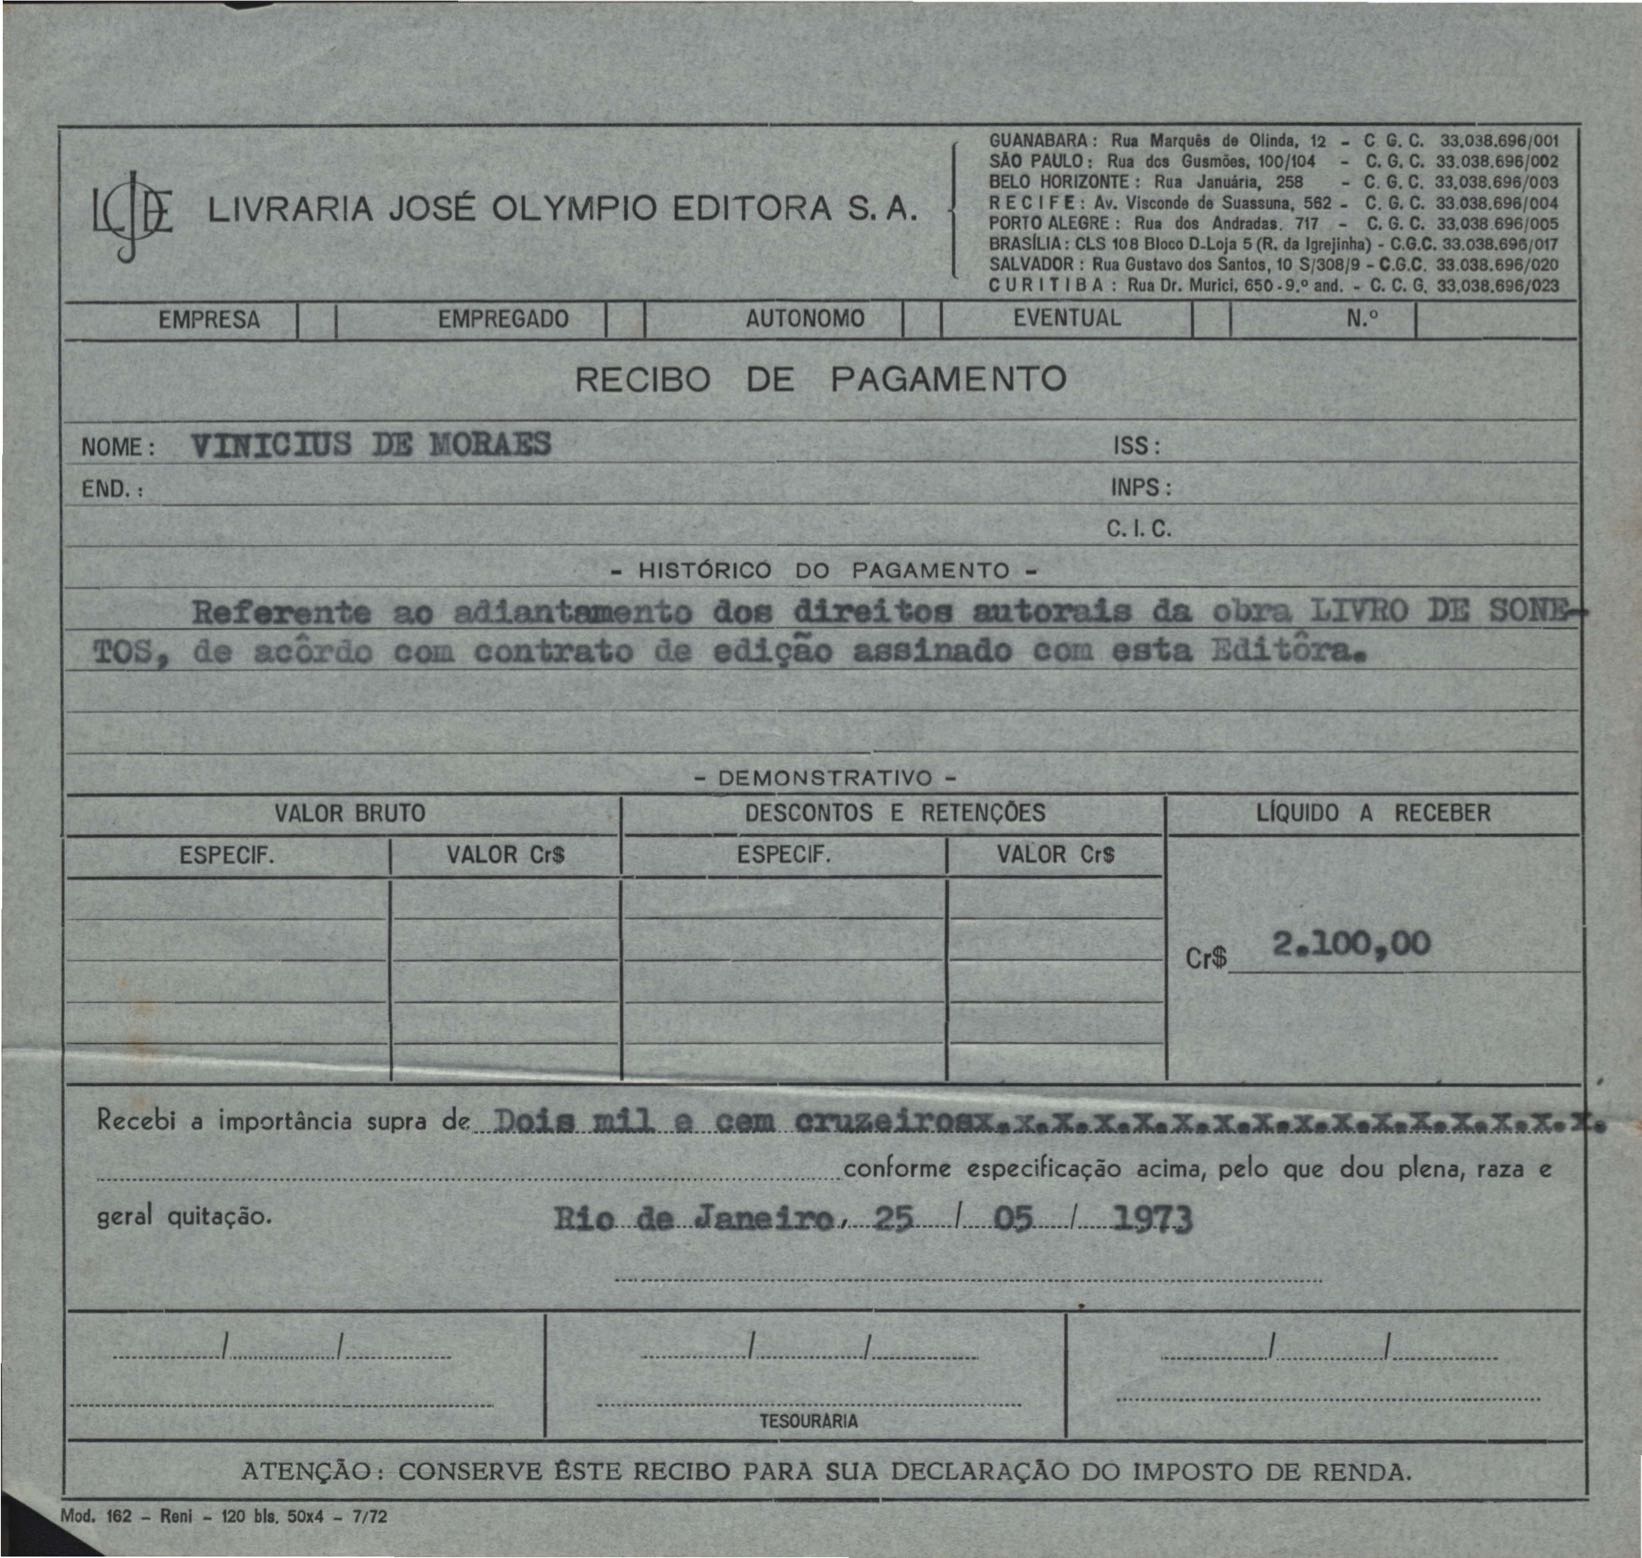 GUANABARA: Rua Marquês de Olinda, 12 - C G. C. 33.038.696/001
SÃO PAULO: Rua dos Gusmões, 100/104 - C. G. C. 33.038.696/002
BELO HORIZONTE: Rua Januária, 258 - C. G. C. 33.038.696/003
RECIFE: Av. Visconde de Suassuna, 562 - C. G. C. 33.038.696/004
PORTO ALEGRE: Rua dos Andradas. 717 - C. G. C. 33.038.696/005
BRASÍLIA: CLS 108 Bloco D-Loja 5 (R. da Igrejinha) - C.G.C. 33.038.696/017
SALVADOR: Rua Gustavo dos Santos, 10 S/308/9 - C.G.C. 33.038.696/020
CURITIBA: Rua Dr. Murici, 650-9.º and. - C. C. G. 33.038.696/023
LJOE LIVRARIA JOSÉ OLYMPIO EDITORA S. A.
EMPRESA EMPREGADO AUTONOMO EVENTUAL N.º
RECIBO DE PAGAMENTO
NOME: VINICIUS DE MORAES ISS:
END.: INPS:
C. I. C.
- HISTÓRICO DO PAGAMENTO -
Referente ao adiantamento dos direitos autorais da obra LIVRO DE SONE-
TOS, de acôrdo com contrato de edição assinado com esta Editôra.
- DEMONSTRATIVO -
VALOR BRUTO DESCONTOS E RETENÇÕES LÍQUIDO A RECEBER
ESPECIF. VALOR Cr$ ESPECIF. VALOR Cr$
Cr$ 2.100,00
Recebi a importância supra de Dois mil e cem cruzeirosx.x.x.x.x.x.x.x.x.x.x.x.x.x.x.x.
conforme especificação acima, pelo que dou plena, raza e
geral quitação. Rio de Janeiro, 25 / 05 / 1973
/ / / / / /
TESOURARIA
ATENÇÃO: CONSERVE ÊSTE RECIBO PARA SUA DECLARAÇÃO DO IMPOSTO DE RENDA.
Mod. 162 - Reni - 120 bls. 50x4 - 7/72